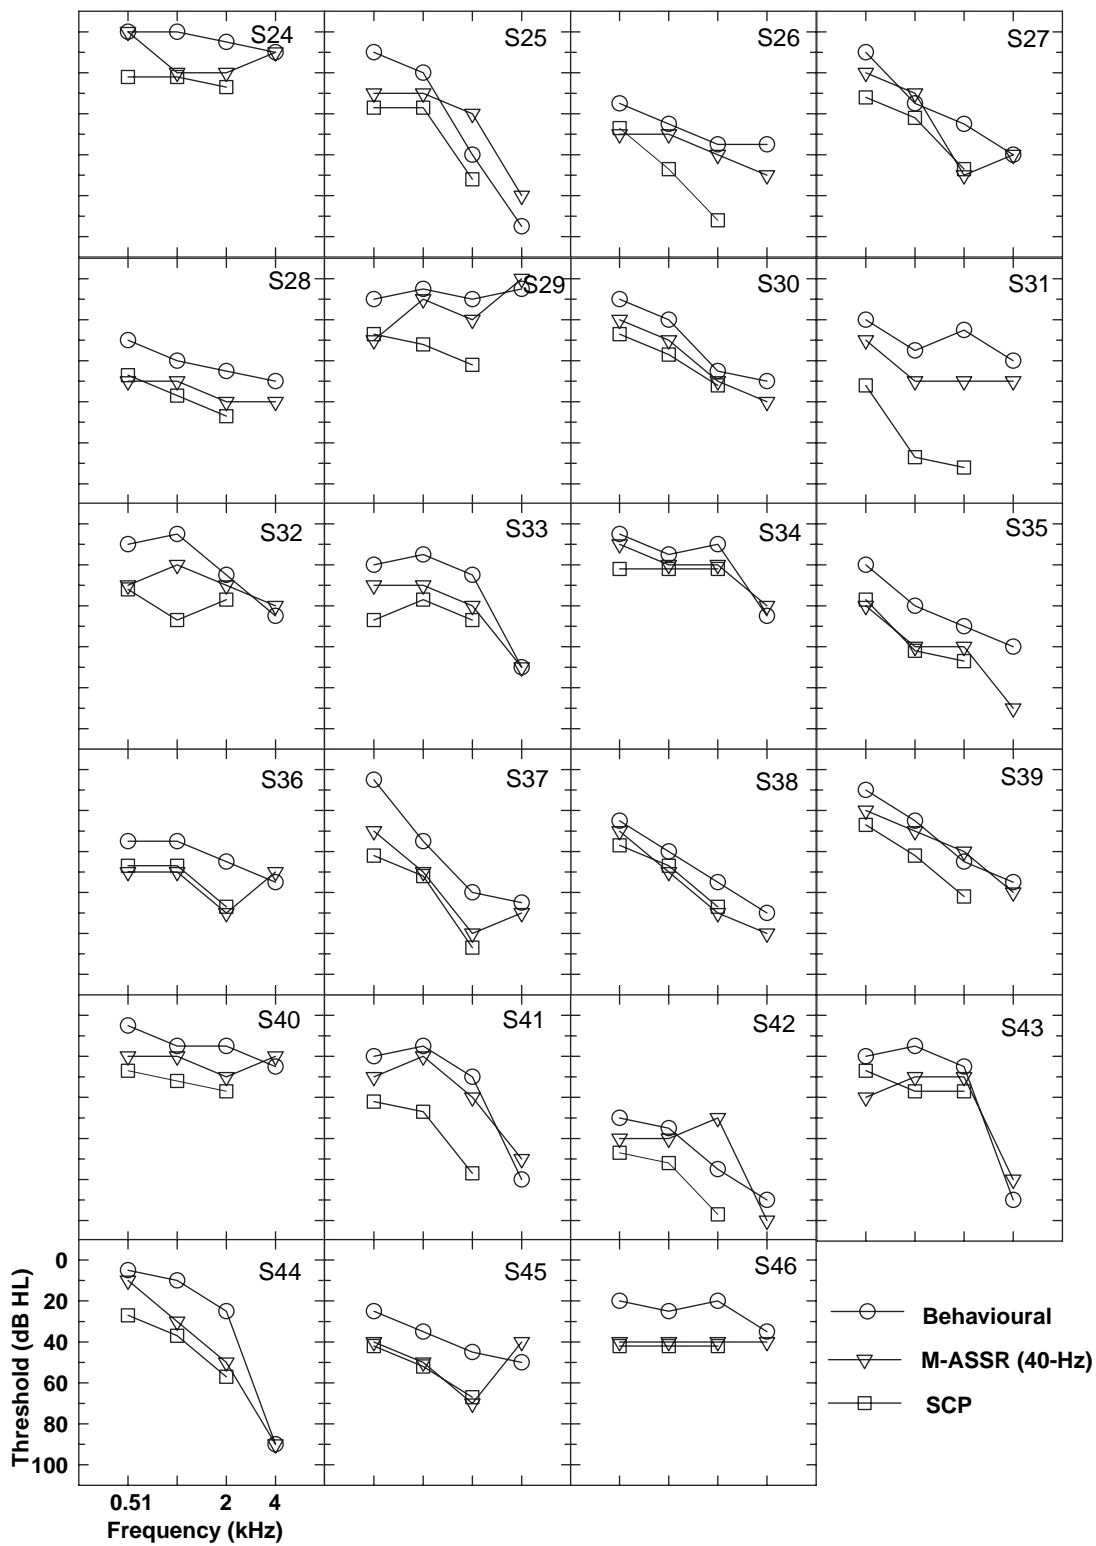 S24
S25
S26
S27
S28
S29
S30
S31
S32
S33
S34
S35
S36
S37
S38
S39
S40
S41
S42
S43
S44
S45
S46
0
20
40
60
80
100
Threshold (dB HL)
0.51 2 4
Frequency (kHz)
Behavioural
M-ASSR (40-Hz)
SCP